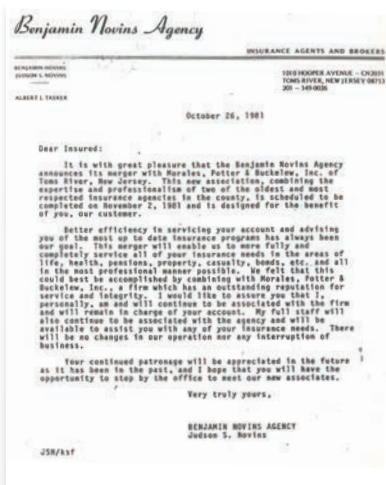 Benjamin Novins Agency
INSURANCE AGENTS AND BROKERS
BENJAMIN NOVINS
JUDSON S. NOVINS
ALBERT L TASKER
1010 HOOPER AVENUE - CN2031
TOMS RIVER, NEW JERSEY 08753
201 - 349-0026
October 26, 1981
Dear Insured:
It is with great pleasure that the Benjamin Novins Agency
announces its merger with Morales, Potter & Buckelew, Inc. of
Toms River, New Jersey. This new association, combining the
expertise and professionalism of two of the oldest and most
respected insurance agencies in the county, is scheduled to be
completed on November 2, 1981 and is designed for the benefit
of you, our customer.
Better efficiency in servicing your account and advising
you of the most up to date insurance programs has always been
our goal. This merger will enable us to more fully and
completely service all of your insurance needs in the areas of
life, health, pensions, property, casualty, bonds, etc. and all
in the most professional manner possible. We felt that this
could best be accomplished by combining with Morales, Potter &
Buckelew, Inc., a firm which has an outstanding reputation for
service and integrity. I would like to assure you that I,
personally, am and will continue to be associated with the firm
and will remain in charge of your account. My full staff will
also continue to be associated with the agency and will be
available to assist you with any of your insurance needs. There
will be no changes in our operation nor any interruption of
business.
Your continued patronage will be appreciated in the future
as it has been in the past, and I hope that you will have the
opportunity to step by the office to meet our new associates.
Very truly yours,
BENJAMIN NOVINS AGENCY
Judson S. Novins
JSN/ksf